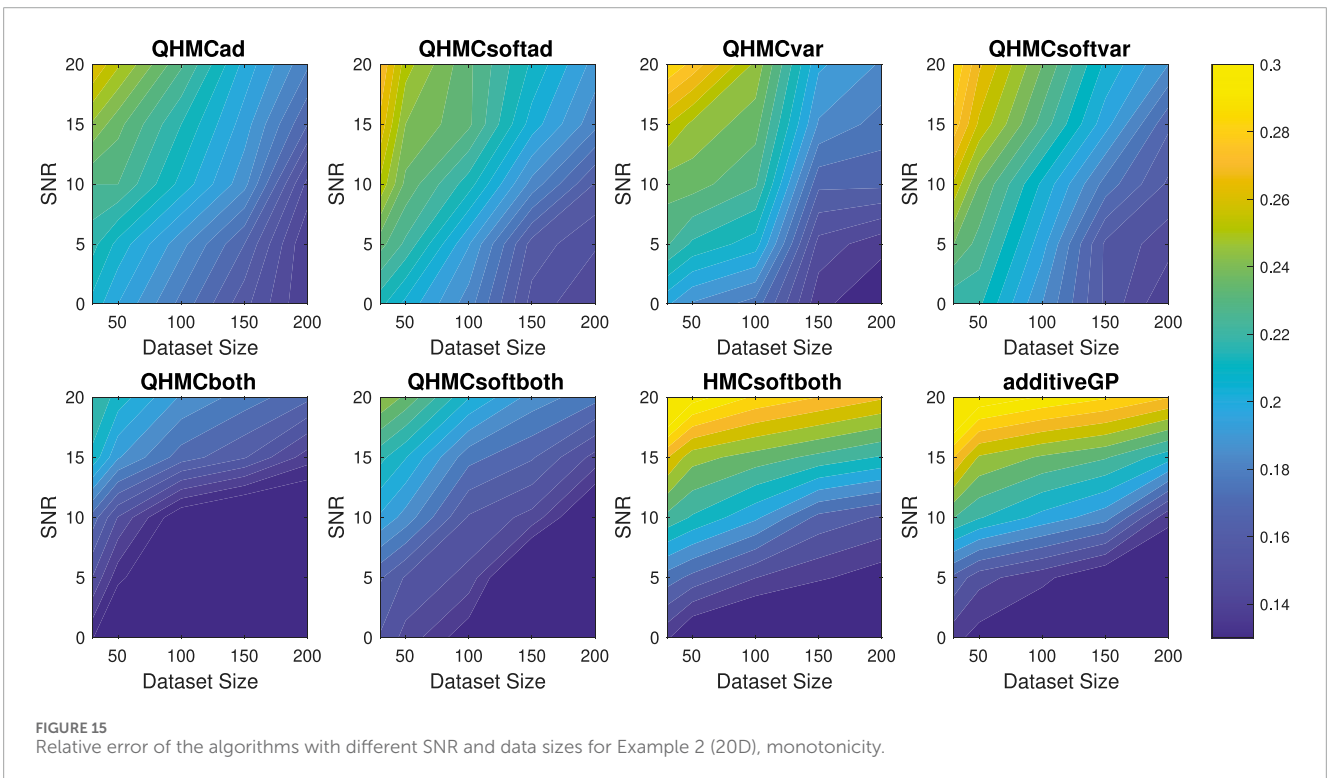 QHMCad QHMCsoftad QHMCvar QHMCsoftvar
20 20 20 20 0.3
0.28
15 15 15 15
0.26
SNR SNR SNR SNR
10 10 10 10
0.24
5 5 5 5
0.22
0 0 0 0
50 100 150 200 50 100 150 200 50 100 150 200 50 100 150 200
Dataset Size Dataset Size Dataset Size Dataset Size
QHMCboth QHMCsoftboth HMCsoftboth additiveGP
20 20 20 20 0.2
0.18
15 15 15 15
SNR SNR SNR SNR
10 10 10 10
0.16
5 5 5 5
0.14
0 0 0 0
50 100 150 200 50 100 150 200 50 100 150 200 50 100 150 200
Dataset Size Dataset Size Dataset Size Dataset Size
FIGURE 15
Relative error of the algorithms with different SNR and data sizes for Example 2 (20D), monotonicity.